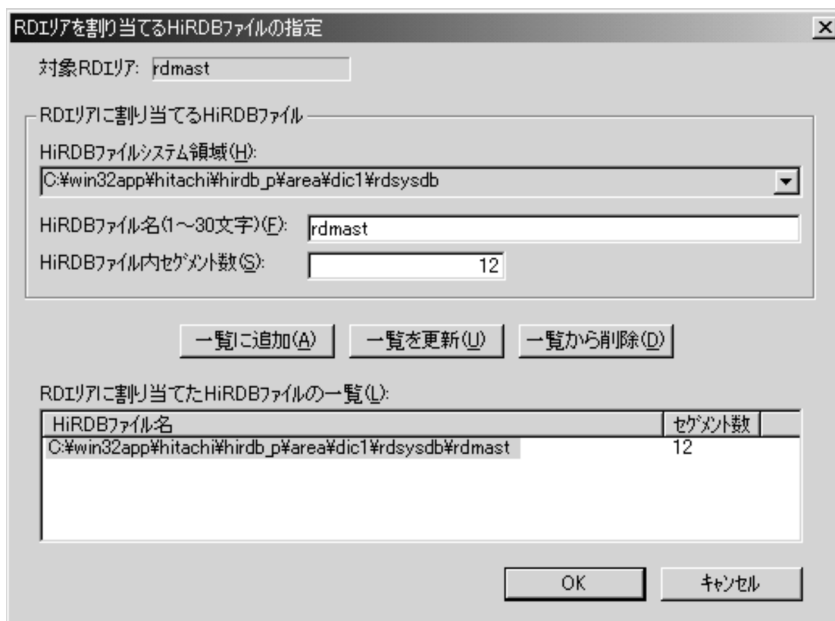 RDエリアを割り当てるHiRDBファイルの指定
対象RDエリア: rdmast
RDエリアに割り当てるHiRDBファイル
HiRDBファイルシステム領域(H):
C:¥win32app¥hitachi¥hirdb_p¥area¥dic1¥rdsysdb
HiRDBファイル名(1～30文字)(F): rdmast
HiRDBファイル内セグメント数(S): 12
一覧に追加(A) 一覧を更新(U) 一覧から削除(D)
RDエリアに割り当てたHiRDBファイルの一覧(L):
HiRDBファイル名 セグメント数
C:¥win32app¥hitachi¥hirdb_p¥area¥dic1¥rdsysdb¥rdmast 12
OK キャンセル